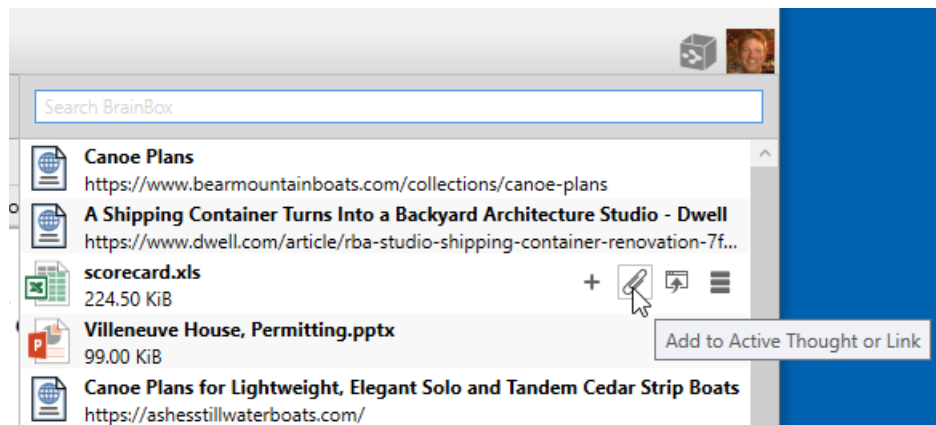 Search BrainBox
Canoe Plans
https://www.bearmountainboats.com/collections/canoe-plans
A Shipping Container Turns Into a Backyard Architecture Studio - Dwell
https://www.dwell.com/article/rba-studio-shipping-container-renovation-7f...
scorecard.xls
224.50 KiB
Add to Active Thought or Link
Villeneuve House, Permitting.pptx
99.00 KiB
Canoe Plans for Lightweight, Elegant Solo and Tandem Cedar Strip Boats
https://ashesstillwaterboats.com/